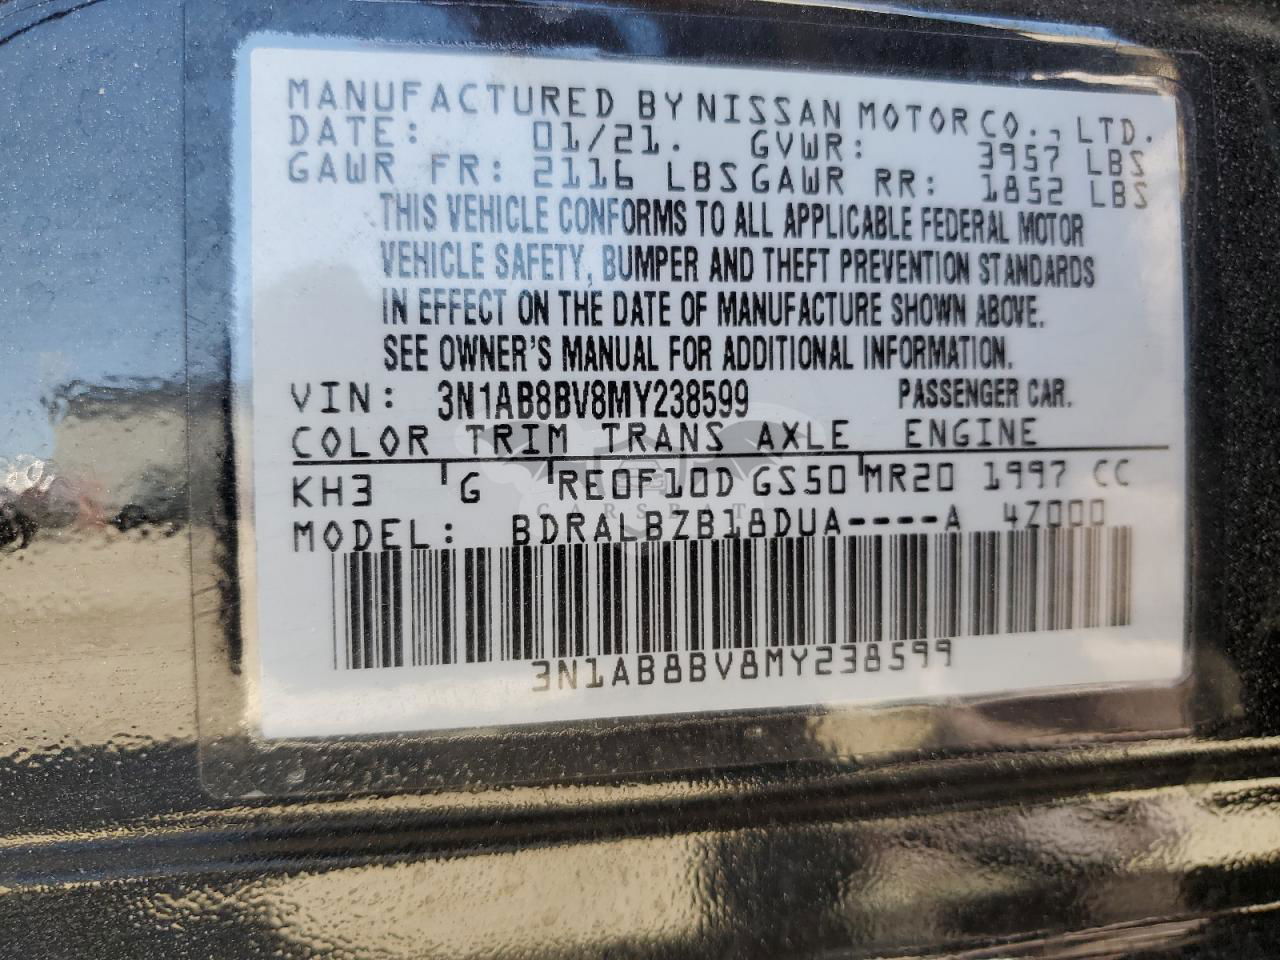 MANUFACTURED BY NISSAN MOTOR CO., LTD.
DATE: 01/21. GVWR: 3957 LBS
GAWR FR: 2116 LBS GAWR RR: 1852 LBS
THIS VEHICLE CONFORMS TO ALL APPLICABLE FEDERAL MOTOR
VEHICLE SAFETY, BUMPER AND THEFT PREVENTION STANDARDS
IN EFFECT ON THE DATE OF MANUFACTURE SHOWN ABOVE.
SEE OWNER'S MANUAL FOR ADDITIONAL INFORMATION.
VIN: 3N1AB8BV8MY238599 PASSENGER CAR.
COLOR TRIM TRANS AXLE ENGINE
KH3 G RE0F10D GS50 MR20 1997 CC
CARSBAT
MODEL: BDRALBZB18DUA----A 4Z000
3N1AB8BV8MY238599